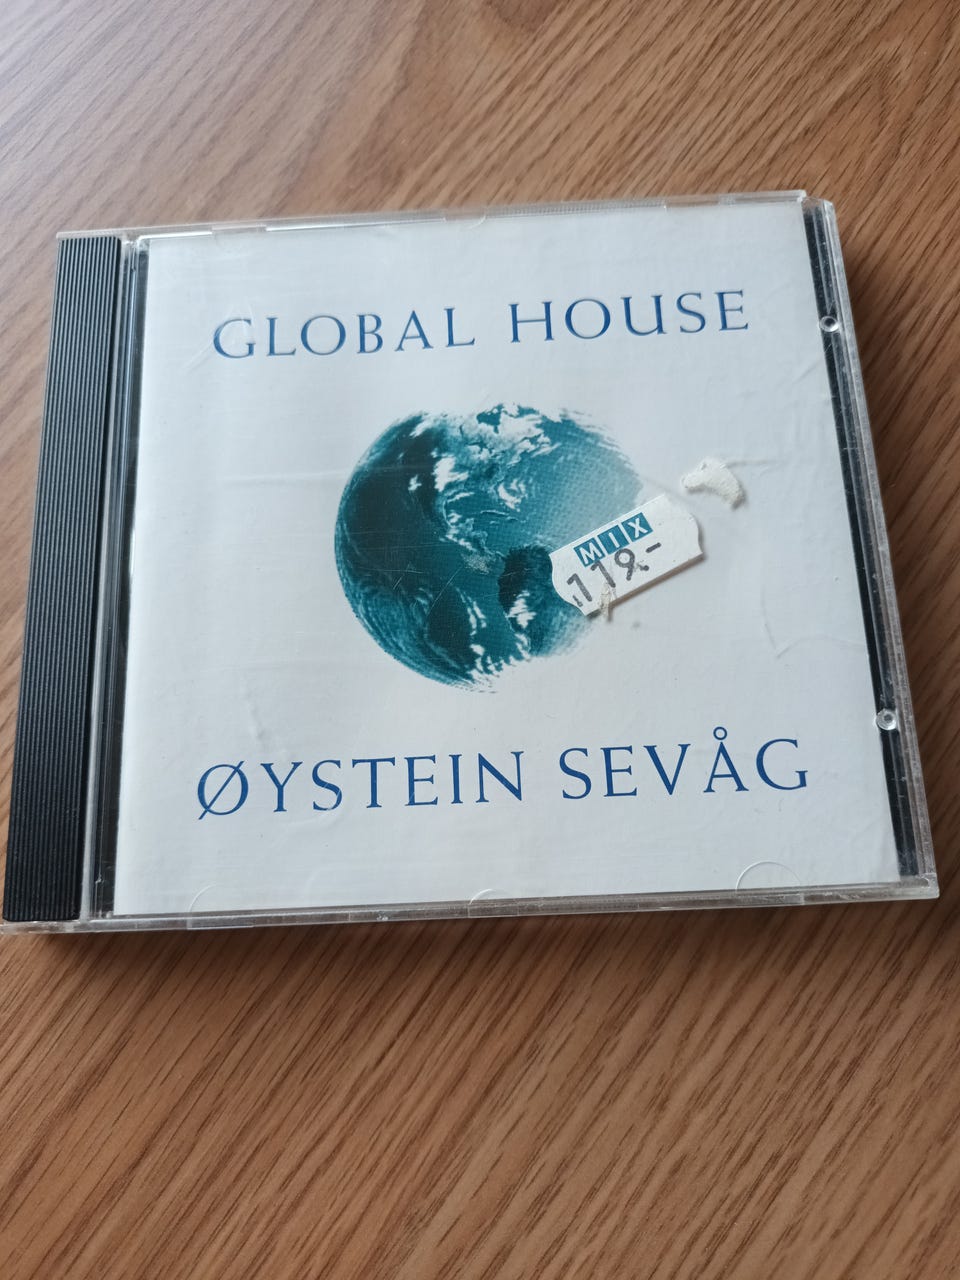 GLOBAL HOUSE
MIX
119.-
ØYSTEIN SEVÅG